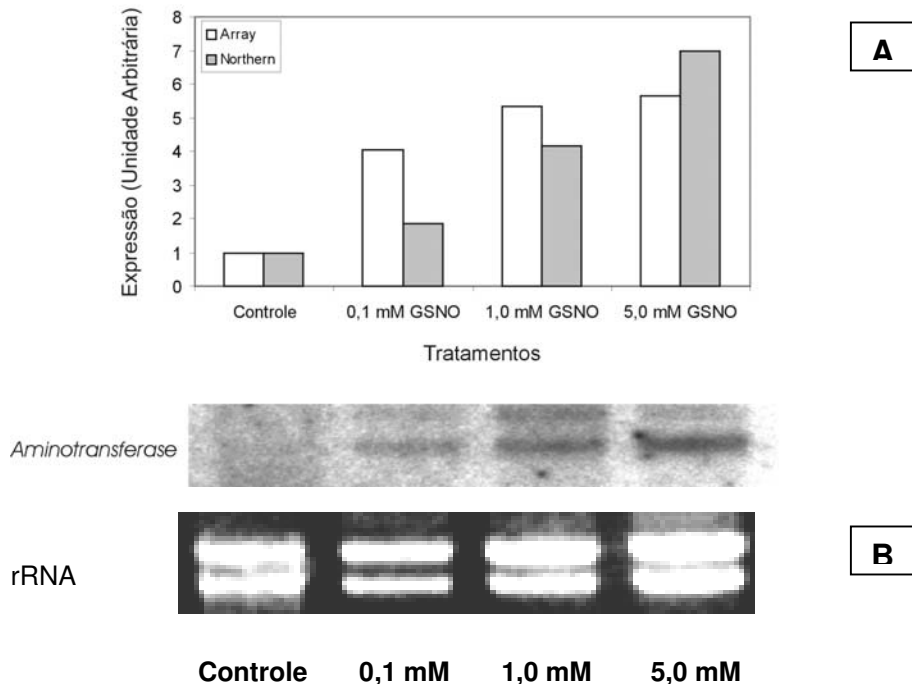 Array
Northern
A
Expressão (Unidade Arbitrária)
8
7
6
5
4
3
2
1
0
Controle 0,1 mM GSNO 1,0 mM GSNO 5,0 mM GSNO
Tratamentos
Aminotransferase
rRNA
B
Controle 0,1 mM 1,0 mM 5,0 mM